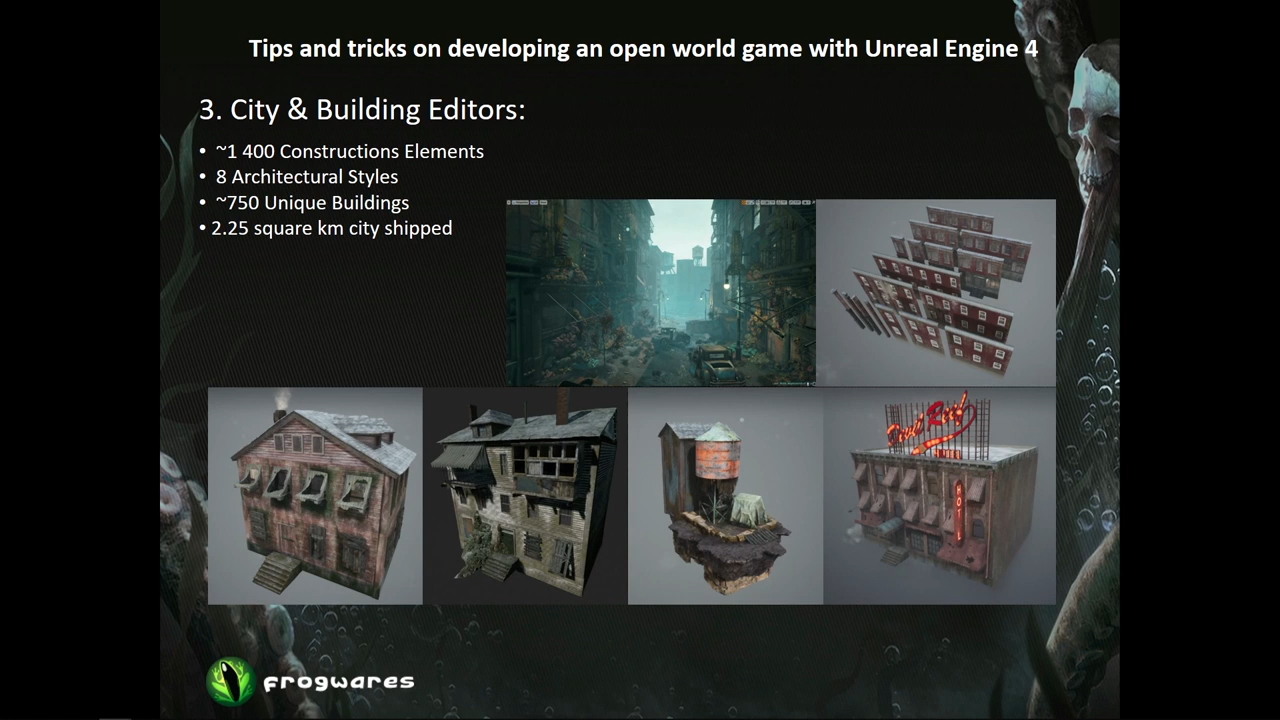 Tips and tricks on developing an open world game with Unreal Engine 4
3. City & Building Editors:
• ~1 400 Constructions Elements
• 8 Architectural Styles
• ~750 Unique Buildings
• 2.25 square km city shipped
HOTL
frogwares